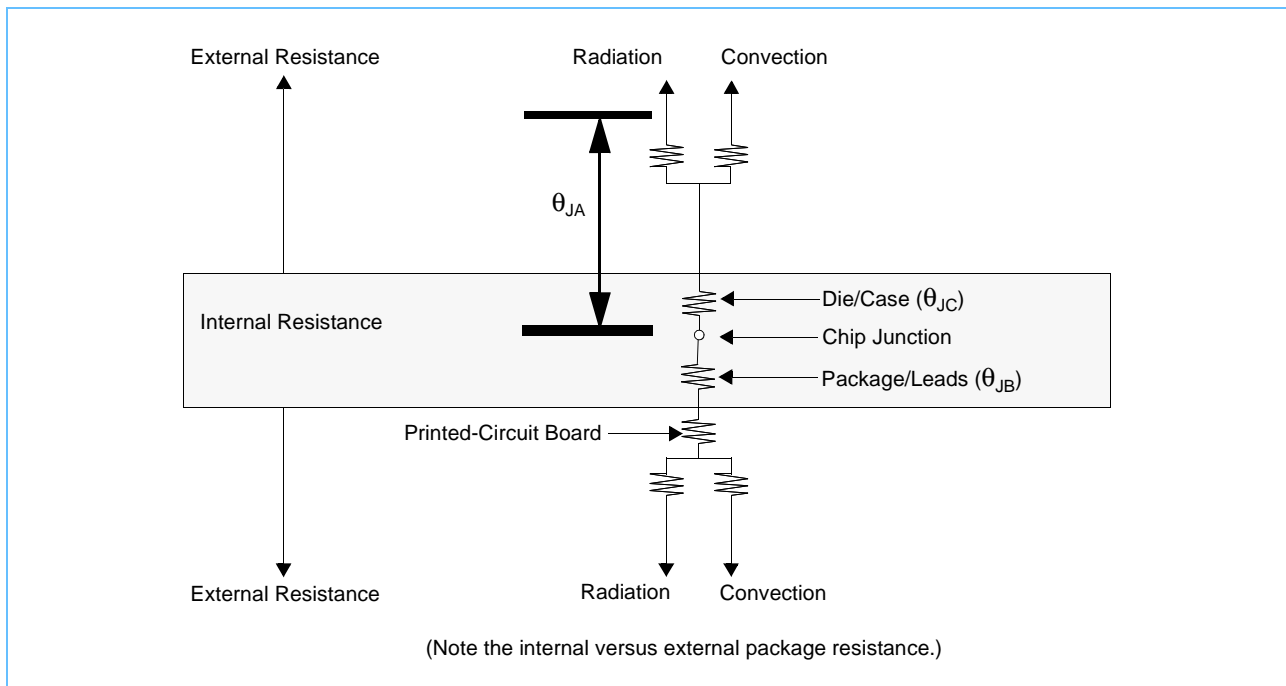 External Resistance
Radiation
Convection
θJA
Die/Case (θJC)
Internal Resistance
Chip Junction
Package/Leads (θJB)
Printed-Circuit Board
External Resistance
Radiation
Convection
(Note the internal versus external package resistance.)